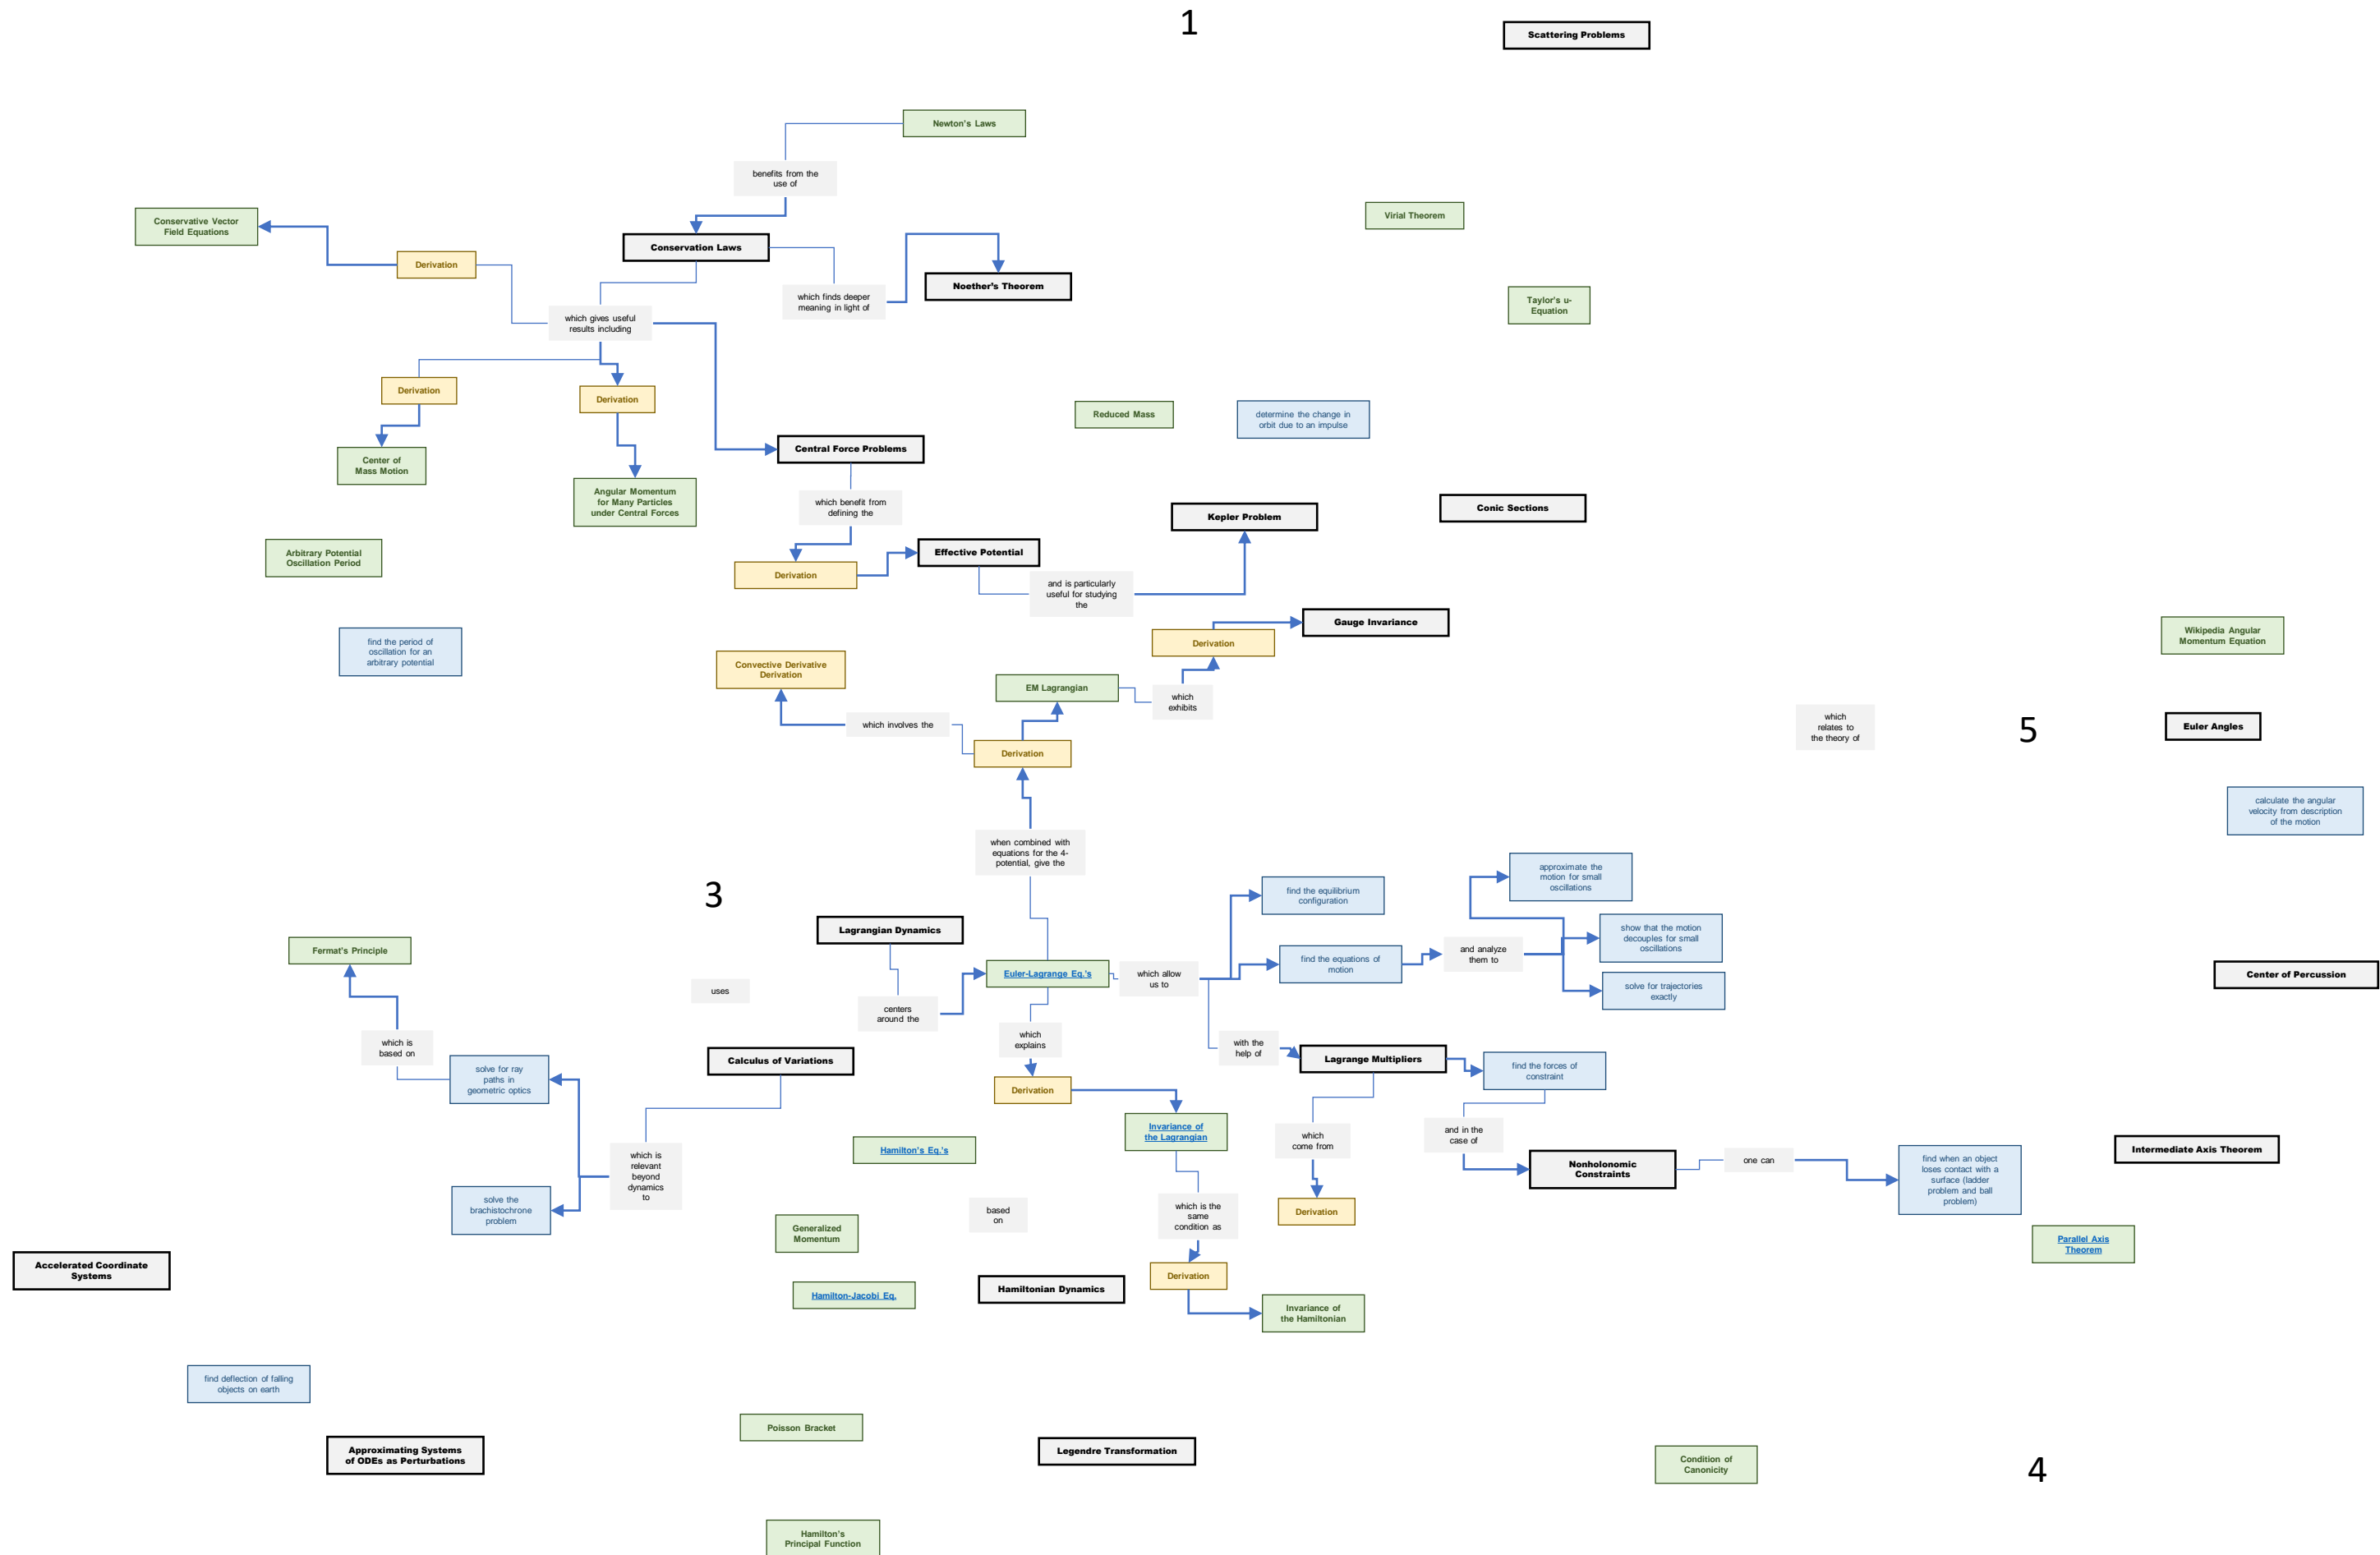 1
Scattering Problems
Newton's Laws
benefits from the
use of
Conservative Vector
Field Equations
Virial Theorem
Conservation Laws
Derivation
Noether's Theorem
which finds deeper
meaning in light of
Taylor's u-
Equation
which gives useful
results including
Derivation
Derivation
Reduced Mass
determine the change in
orbit due to an impulse
Central Force Problems
Center of
Mass Motion
Angular Momentum
for Many Particles
under Central Forces
which benefit from
defining the
Kepler Problem
Conic Sections
Arbitrary Potential
Oscillation Period
Effective Potential
Derivation
and is particularly
useful for studying
the
Gauge Invariance
find the period of
oscillation for an
arbitrary potential
Derivation
Wikipedia Angular
Momentum Equation
Convective Derivative
Derivation
EM Lagrangian
which
exhibits
which involves the
which
relates to
the theory of
5
Euler Angles
Derivation
calculate the angular
velocity from description
of the motion
when combined with
equations for the 4-
potential, give the
approximate the
motion for small
oscillations
3
find the equilibrium
configuration
Lagrangian Dynamics
show that the motion
decouples for small
oscillations
Fermat's Principle
find the equations of
motion
and analyze
them to
Euler-Lagrange Eq.'s
which allow
us to
Center of Percussion
uses
solve for trajectories
exactly
centers
around the
which
explains
which is
based on
with the
help of
Calculus of Variations
Lagrange Multipliers
find the forces of
constraint
solve for ray
paths in
geometric optics
Derivation
Invariance of
the Lagrangian
which
come from
and in the
case of
Hamilton's Eq.'s
Intermediate Axis Theorem
which is
relevant
beyond
dynamics
to
Nonholonomic
Constraints
one can
find when an object
loses contact with a
surface (ladder
problem and ball
problem)
solve the
brachistochrone
problem
based
on
which is the
same
condition as
Derivation
Generalized
Momentum
Parallel Axis
Theorem
Accelerated Coordinate
Systems
Derivation
Hamilton-Jacobi Eq.
Hamiltonian Dynamics
Invariance of
the Hamiltonian
find deflection of falling
objects on earth
Poisson Bracket
Approximating Systems
of ODEs as Perturbations
Legendre Transformation
Condition of
Canonicity
4
Hamilton's
Principal Function